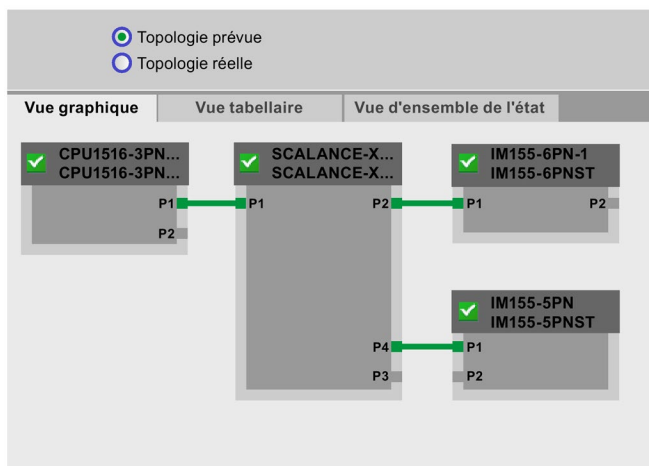 Topologie prévue
Topologie réelle
Vue graphique
Vue tabellaire
Vue d'ensemble de l'état
CPU1516-3PN...
CPU1516-3PN...
P1
P2
SCALANCE-X...
SCALANCE-X...
P1
P2
P4
P3
IM155-6PN-1
IM155-6PNST
P1
P2
IM155-5PN
IM155-5PNST
P1
P2